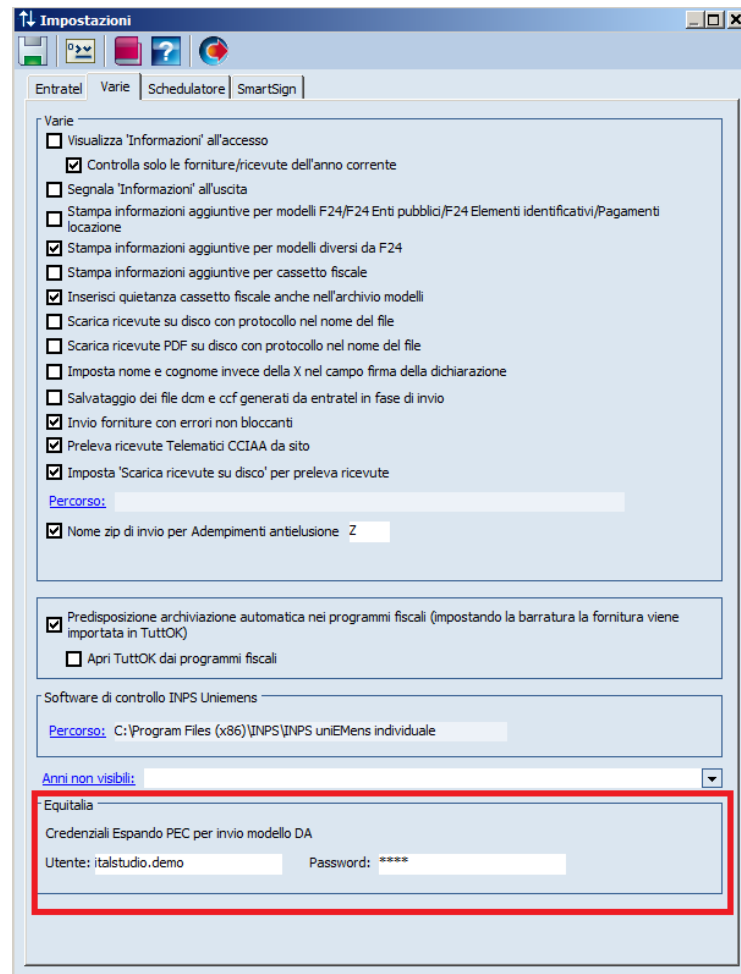 Impostazioni
Entratel Varie Schedulatore SmartSign
Varie
Visualizza 'Informazioni' all'accesso
Controlla solo le forniture/ricevute dell'anno corrente
Segnala 'Informazioni' all'uscita
Stampa informazioni aggiuntive per modelli F24/F24 Enti pubblici/F24 Elementi identificativi/Pagamenti
locazione
Stampa informazioni aggiuntive per modelli diversi da F24
Stampa informazioni aggiuntive per cassetto fiscale
Inserisci quietanza cassetto fiscale anche nell'archivio modelli
Scarica ricevute su disco con protocollo nel nome del file
Scarica ricevute PDF su disco con protocollo nel nome del file
Imposta nome e cognome invece della X nel campo firma della dichiarazione
Salvataggio dei file dcm e ccf generati da entratel in fase di invio
Invio forniture con errori non bloccanti
Preleva ricevute Telematici CCIAA da sito
Imposta 'Scarica ricevute su disco' per preleva ricevute
Percorso:
Nome zip di invio per Adempimenti antielusione Z
Predisposizione archiviazione automatica nei programmi fiscali (impostando la barratura la fornitura viene
importata in TuttOK)
Apri TuttOK dai programmi fiscali
Software di controllo INPS Uniemens
Percorso: C:\Program Files (x86)\INPS\INPS uniEMens individuale
Anni non visibili:
Equitalia
Credenziali Espando PEC per invio modello DA
Utente: italstudio.demo Password: ****